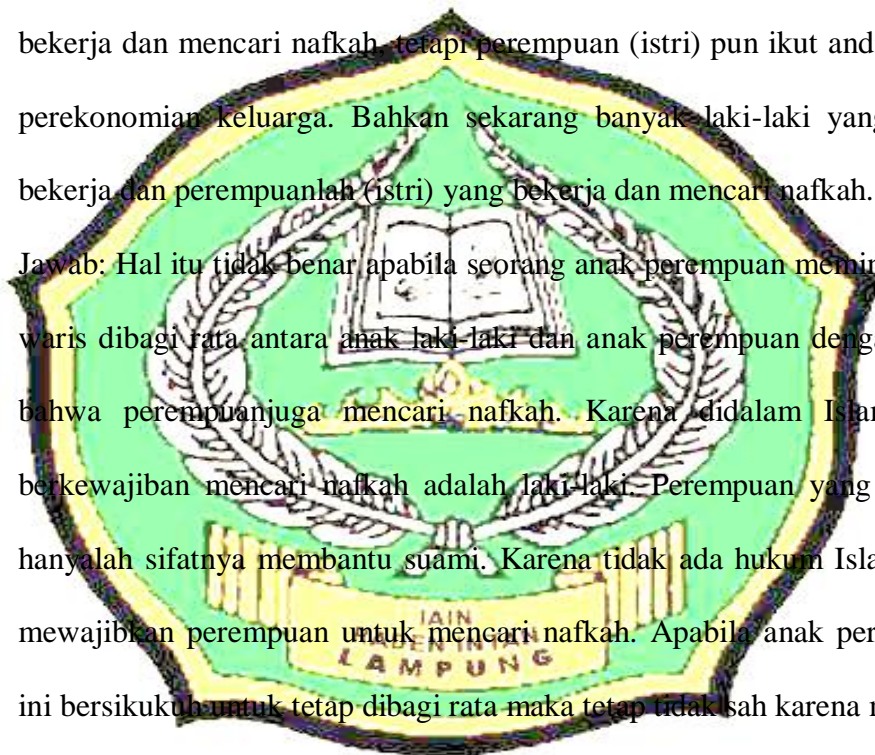 bekerja dan mencari nafkah, tetapi perempuan (istri) pun ikut and
perekonomian keluarga. Bahkan sekarang banyak laki-laki yang
bekerja dan perempuanlah (istri) yang bekerja dan mencari nafkah.
Jawab: Hal itu tidak benar apabila seorang anak perempuan memin
waris dibagi rata antara anak laki-laki dan anak perempuan denga
bahwa perempuanjuga mencari nafkah. Karena didalam Islam
berkewajiban mencari nafkah adalah laki-laki. Perempuan yang
hanyalah sifatnya membantu suami. Karena tidak ada hukum Isla
mewajibkan perempuan untuk mencari nafkah. Apabila anak per
ini bersikukuh untuk tetap dibagi rata maka tetap tidak sah karena
IAIN
RADEN INTAN
LAMPUNG